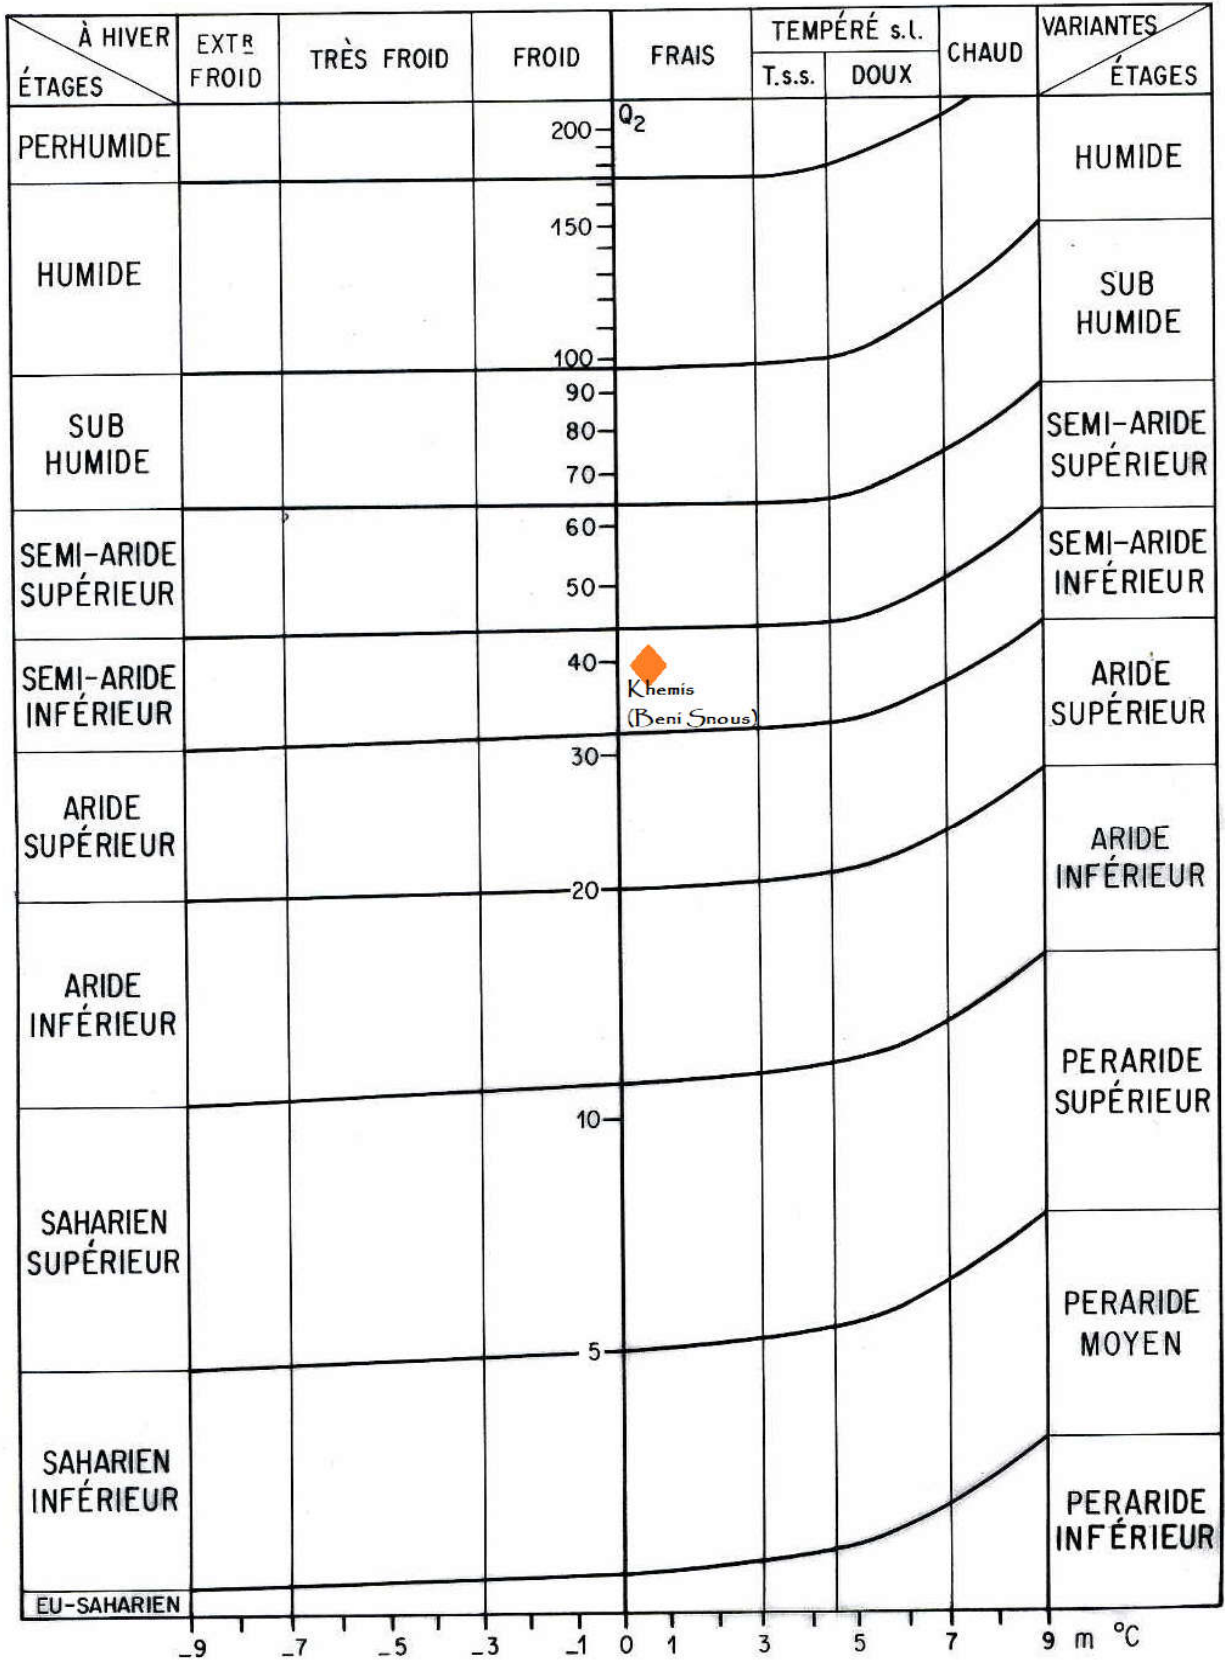 À HIVER
ÉTAGES
EXTR
FROID
TRÈS FROID
FROID
FRAIS
TEMPÉRÉ s.l.
T.s.s.
DOUX
CHAUD
VARIANTES
ÉTAGES
PERHUMIDE
HUMIDE
SUB
HUMIDE
SEMI-ARIDE
SUPÉRIEUR
SEMI-ARIDE
INFÉRIEUR
ARIDE
SUPÉRIEUR
ARIDE
INFÉRIEUR
SAHARIEN
SUPÉRIEUR
SAHARIEN
INFÉRIEUR
EU-SAHARIEN
Q2
200
150
100
90
80
70
60
50
40
30
20
10
5
Khemis
(Beni Snous)
HUMIDE
SUB
HUMIDE
SEMI-ARIDE
SUPÉRIEUR
SEMI-ARIDE
INFÉRIEUR
ARIDE
SUPÉRIEUR
ARIDE
INFÉRIEUR
PERARIDE
SUPÉRIEUR
PERARIDE
MOYEN
PERARIDE
INFÉRIEUR
-9 -7 -5 -3 -1 0 1 3 5 7 9 m °C